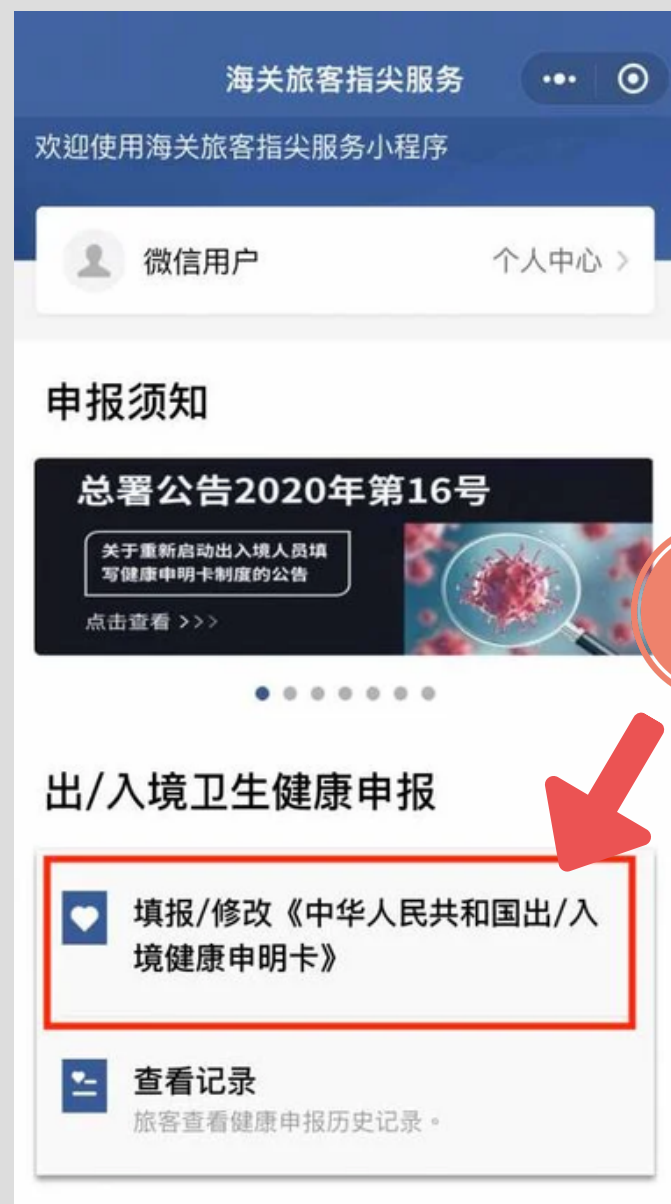 海关旅客指尖服务
欢迎使用海关旅客指尖服务小程序
微信用户
个人中心 >
申报须知
总署公告2020年第16号
关于重新启动出入境人员填
写健康申明卡制度的公告
点击查看 >>>
出/入境卫生健康申报
填报/修改《中华人民共和国出/入
境健康申明卡》
查看记录
旅客查看健康申报历史记录。